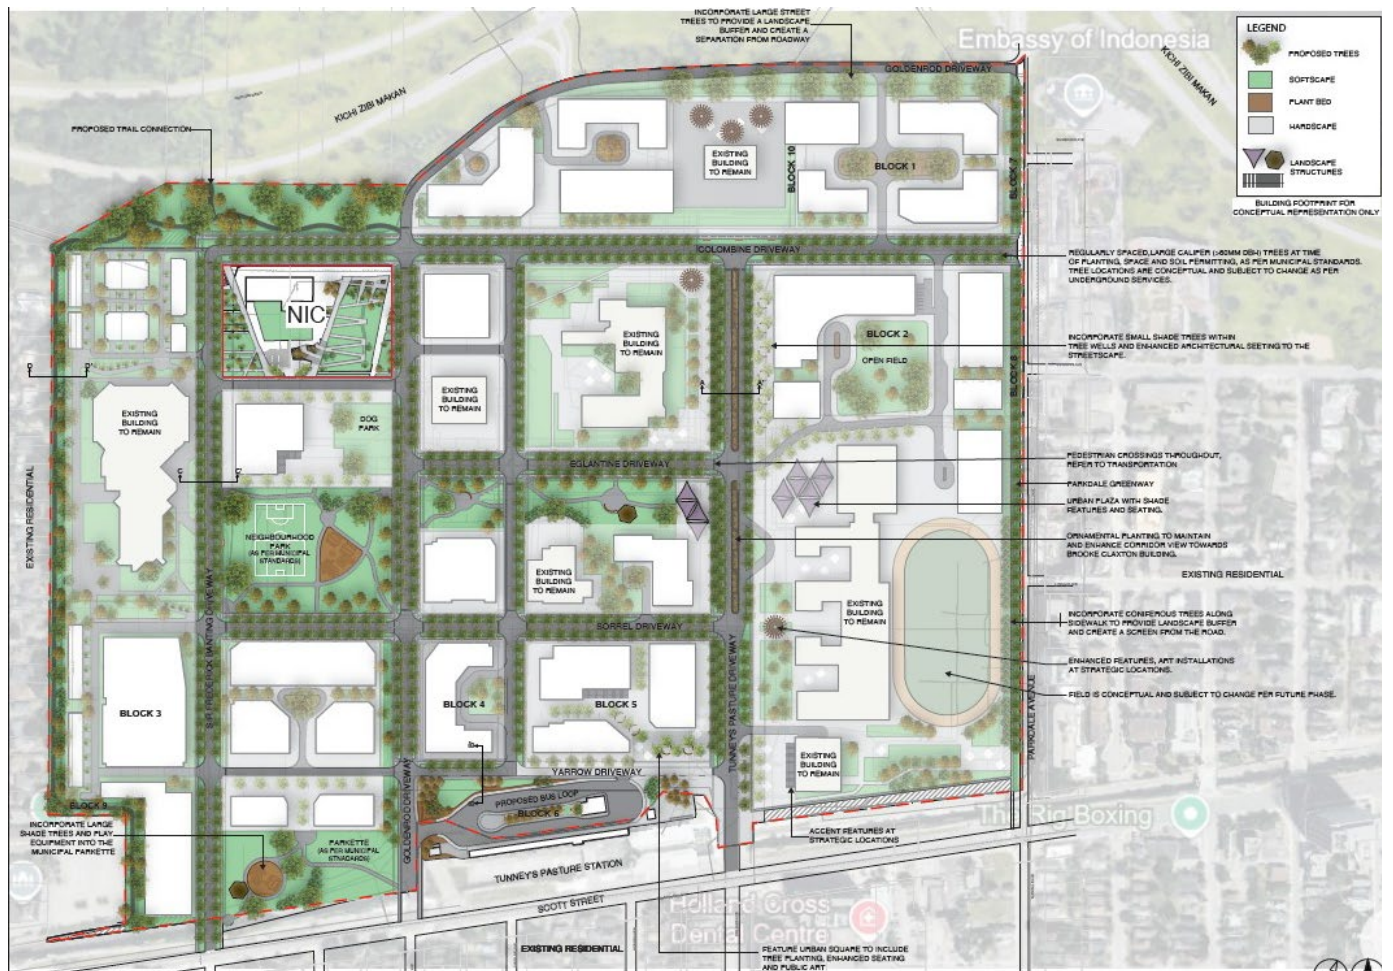 INCORPORATE LARGE STREET
TREES TO PROVIDE A LANDSCAPE
BUFFER AND CREATE A
SEPARATION FROM ROADWAY
Embassy of Indonesia
GOLDENROD DRIVEWAY
KICHI ZIBI MAKAN
KICHI ZIBI MAKAN
LEGEND
PROPOSED TREES
SOFTSCAPE
PLANT BED
HARDSCAPE
LANDSCAPE
STRUCTURES
BUILDING FOOTPRINT FOR
CONCEPTUAL REPRESENTATION ONLY
PROPOSED TRAIL CONNECTION
EXISTING
BUILDING
TO REMAIN
BLOCK 10
BLOCK 1
BLOCK 7
COLOMBINE DRIVEWAY
REGULARLY SPACED,LARGE CALIPER (>60MM DBH) TREES AT TIME
OF PLANTING, SPACE AND SOIL PERMITTING, AS PER MUNICIPAL STANDARDS.
TREE LOCATIONS ARE CONCEPTUAL AND SUBJECT TO CHANGE AS PER
UNDERGROUND SERVICES.
NIC
EXISTING
BUILDING
TO REMAIN
BLOCK 2
OPEN FIELD
INCORPORATE SMALL SHADE TREES WITHIN
TREE WELLS AND ENHANCED ARCHITECTURAL SEETING TO THE
STREETSCAPE.
BLOCK 8
D
D'
A
A'
EXISTING
BUILDING
TO REMAIN
EXISTING
BUILDING
TO REMAIN
DOG
PARK
C
C'
EGLANTINE DRIVEWAY
PEDESTRIAN CROSSINGS THROUGHOUT,
REFER TO TRANSPORTATION
PARKDALE GREENWAY
URBAN PLAZA WITH SHADE
FEATURES AND SEATING.
EXISTING RESIDENTIAL
NEIGHBOURHOOD
PARK
(AS PER MUNICIPAL
STANDARDS)
ORNAMENTAL PLANTING TO MAINTAIN
AND ENHANCE CORRIDOR VIEW TOWARDS
BROOKE CLAXTON BUILDING.
EXISTING
BUILDING
TO REMAIN
EXISTING RESIDENTIAL
EXISTING
BUILDING
TO REMAIN
INCORPORATE CONIFEROUS TREES ALONG
SIDEWALK TO PROVIDE LANDSCAPE BUFFER
AND CREATE A SCREEN FROM THE ROAD.
SIR FREDERICK BANTING DRIVEWAY
SORREL DRIVEWAY
TUNNEY'S PASTURE DRIVEWAY
ENHANCED FEATURES, ART INSTALLATIONS
AT STRATEGIC LOCATIONS.
FIELD IS CONCEPTUAL AND SUBJECT TO CHANGE PER FUTURE PHASE.
PARKDALE AVENUE
BLOCK 3
BLOCK 4
BLOCK 5
EXISTING
BUILDING
TO REMAIN
YARROW DRIVEWAY
GOLDENROD DRIVEWAY
PROPOSED BUS LOOP
BLOCK 6
BLOCK 9
INCORPORATE LARGE
SHADE TREES AND PLAY
EQUIPMENT INTO THE
MUNICIPAL PARKETTE
PARKETTE
(AS PER MUNICIPAL
STNADARDS)
The Rig Boxing
ACCENT FEATURES AT
STRATEGIC LOCATIONS
TUNNEY'S PASTURE STATION
SCOTT STREET
Holland Cross
Dental Centre
EXISTING RESIDENTIAL
FEATURE URBAN SQUARE TO INCLUDE
TREE PLANTING, ENHANCED SEATING
AND PUBLIC ART